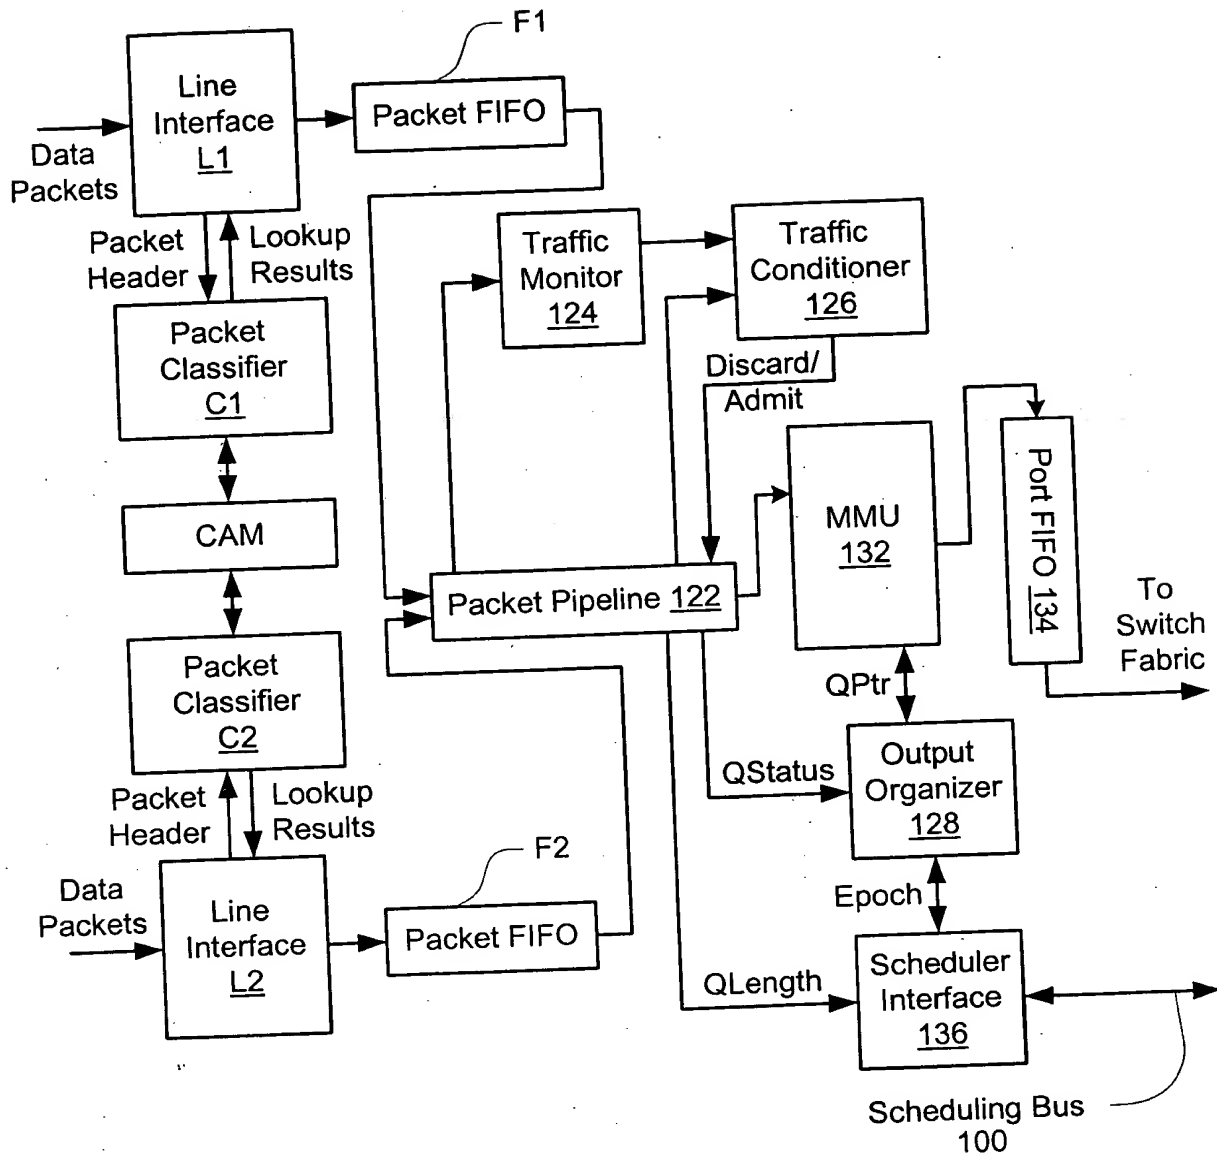 F1
Line
Interface
L1
Packet FIFO
Data
Packets
Packet
Header
Lookup
Results
Traffic
Monitor
124
Traffic
Conditioner
126
Packet
Classifier
C1
Discard/
Admit
CAM
MMU
132
Port FIFO 134
Packet Pipeline 122
To
Switch
Fabric
Packet
Classifier
C2
QPtr
QStatus
Output
Organizer
128
Packet
Header
Lookup
Results
F2
Data
Packets
Line
Interface
L2
Packet FIFO
Epoch
QLength
Scheduler
Interface
136
Scheduling Bus
100